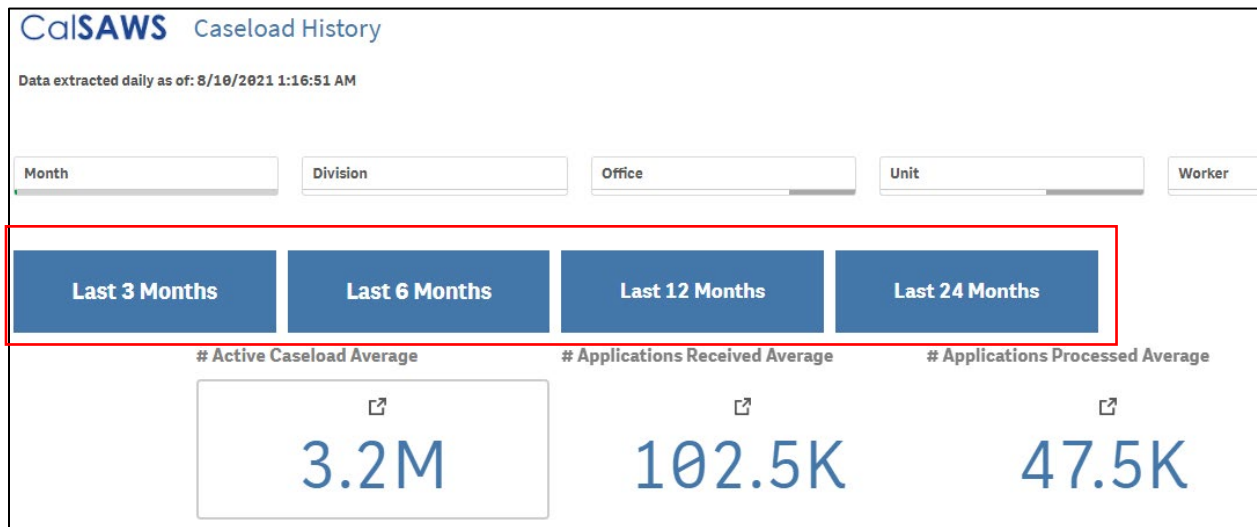 CalSAWS Caseload History
Data extracted daily as of: 8/10/2021 1:16:51 AM
Month Division Office Unit Worker
Last 3 Months Last 6 Months Last 12 Months Last 24 Months
# Active Caseload Average # Applications Received Average # Applications Processed Average
3.2M 102.5K 47.5K